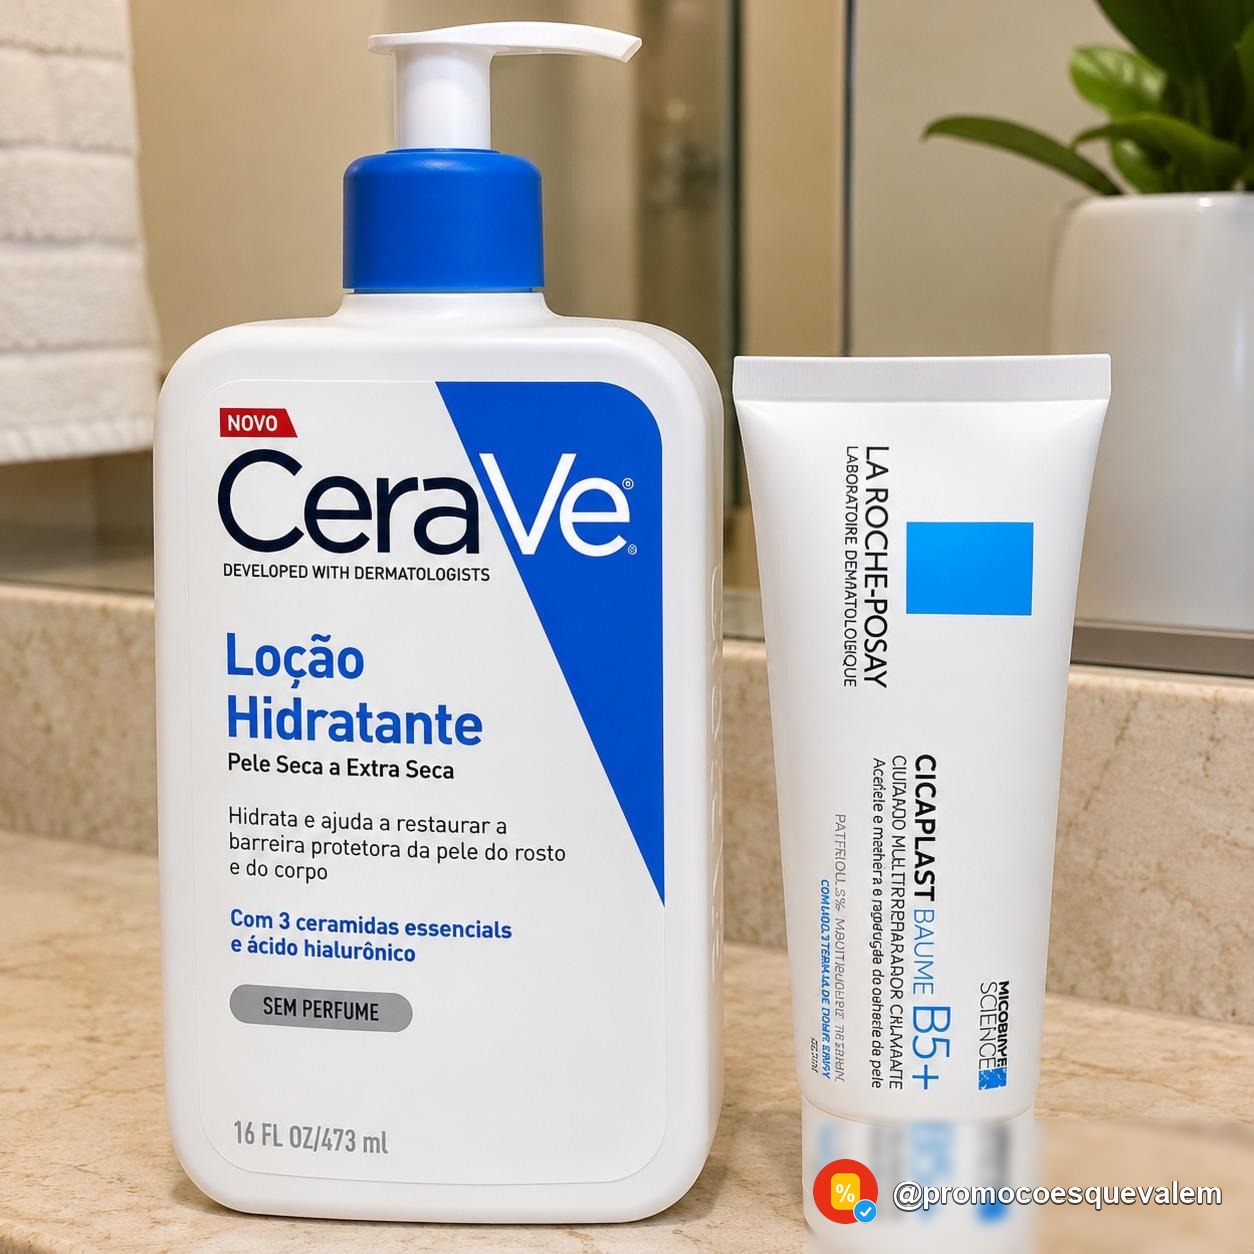 NOVO
CeraVe
DEVELOPED WITH DERMATOLOGISTS
Loção
Hidratante
Pele Seca a Extra Seca
Hidrata e ajuda a restaurar a
barreira protetora da pele do rosto
e do corpo
Com 3 ceramidas essencials
e ácido hialurônico
SEM PERFUME
16 FL OZ/473 ml
LA ROCHE-POSAY
LABORATOIRE
CICAPLAST BAUME B5+
SCIENCE
%
@promocoesquevalem